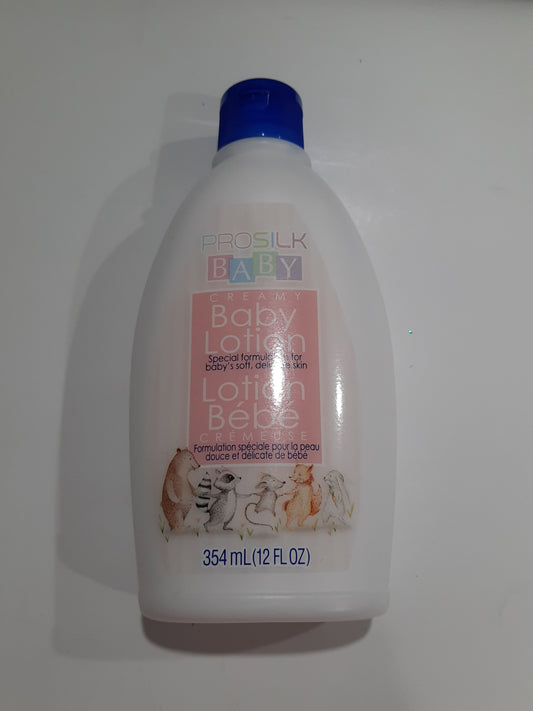 PROSILK
BABY
CREAMY
Baby
Lotion
Special formulation for
baby's soft, delicate skin
Lotion
Bébé
CRÉMEUSE
Formulation spéciale pour la peau
douce et délicate de bébé
354 mL(12 FL OZ)